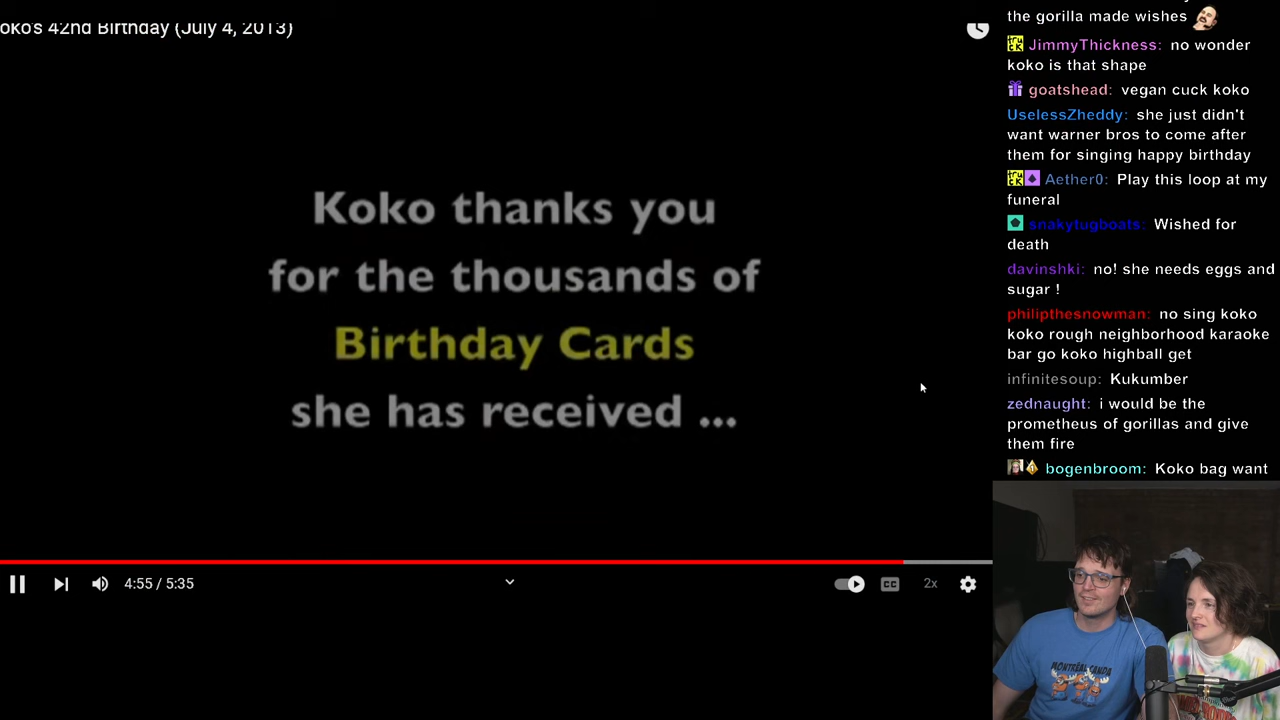 oko's 42nd Birthday (July 4, 2013)
Koko thanks you
for the thousands of
Birthday Cards
she has received ...
4:55 / 5:35
CC
2x
the gorilla made wishes
JimmyThickness: no wonder
koko is that shape
goatshead: vegan cuck koko
UselessZheddy: she just didn't
want warner bros to come after
them for singing happy birthday
Aether0: Play this loop at my
funeral
snakytugboats: Wished for
death
davinshki: no! she needs eggs and
sugar !
philipthesnowman: no sing koko
koko rough neighborhood karaoke
bar go koko highball get
infinitesoup: Kukumber
zednaught: i would be the
prometheus of gorillas and give
them fire
bogenbroom: Koko bag want